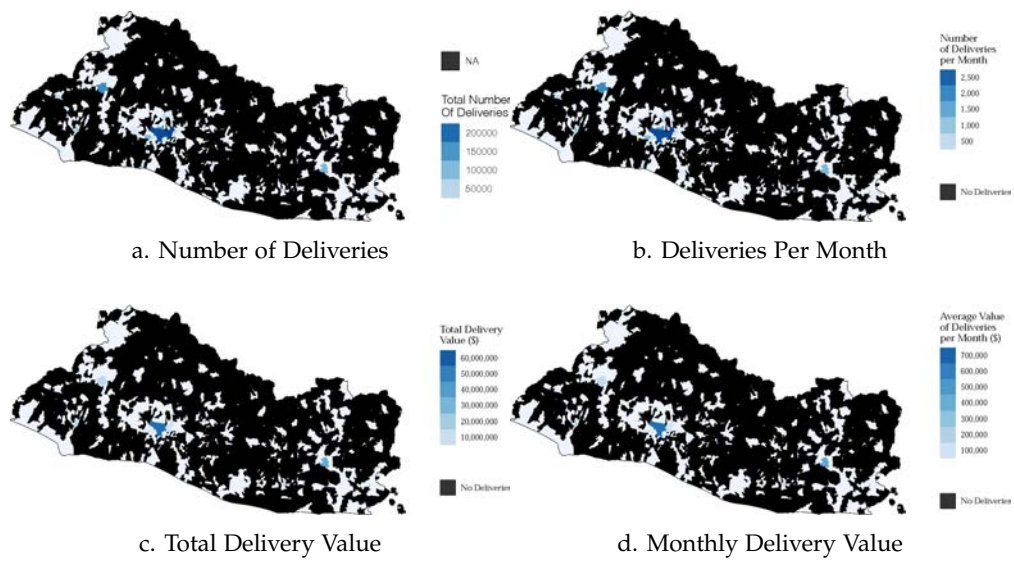 NA
Total Number
Of Deliveries
200000
150000
100000
50000
Number
of Deliveries
per Month
2,500
2,000
1,500
1,000
500
No Deliveries
a. Number of Deliveries
b. Deliveries Per Month
Total Delivery
Value ($)
60,000,000
50,000,000
40,000,000
30,000,000
20,000,000
10,000,000
No Deliveries
Average Value
of Deliveries
per Month ($)
700,000
600,000
500,000
400,000
300,000
200,000
100,000
No Deliveries
c. Total Delivery Value
d. Monthly Delivery Value